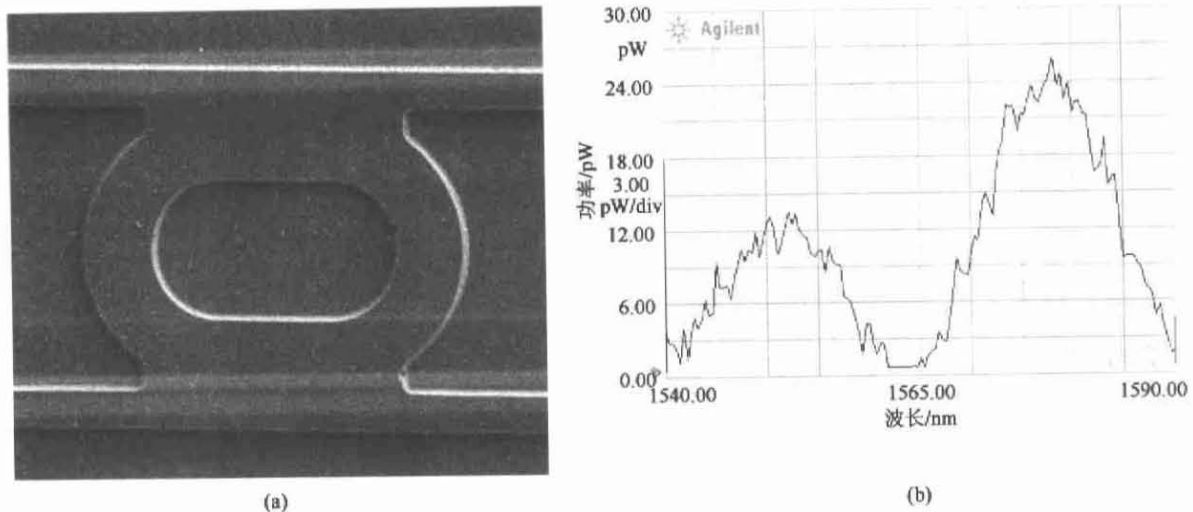 30.00
pW
Agilent
24.00
18.00
3.00
pW/div
12.00
6.00
0.00
功率/pW
1540.00
1565.00
1590.00
波长/nm
(a)
(b)